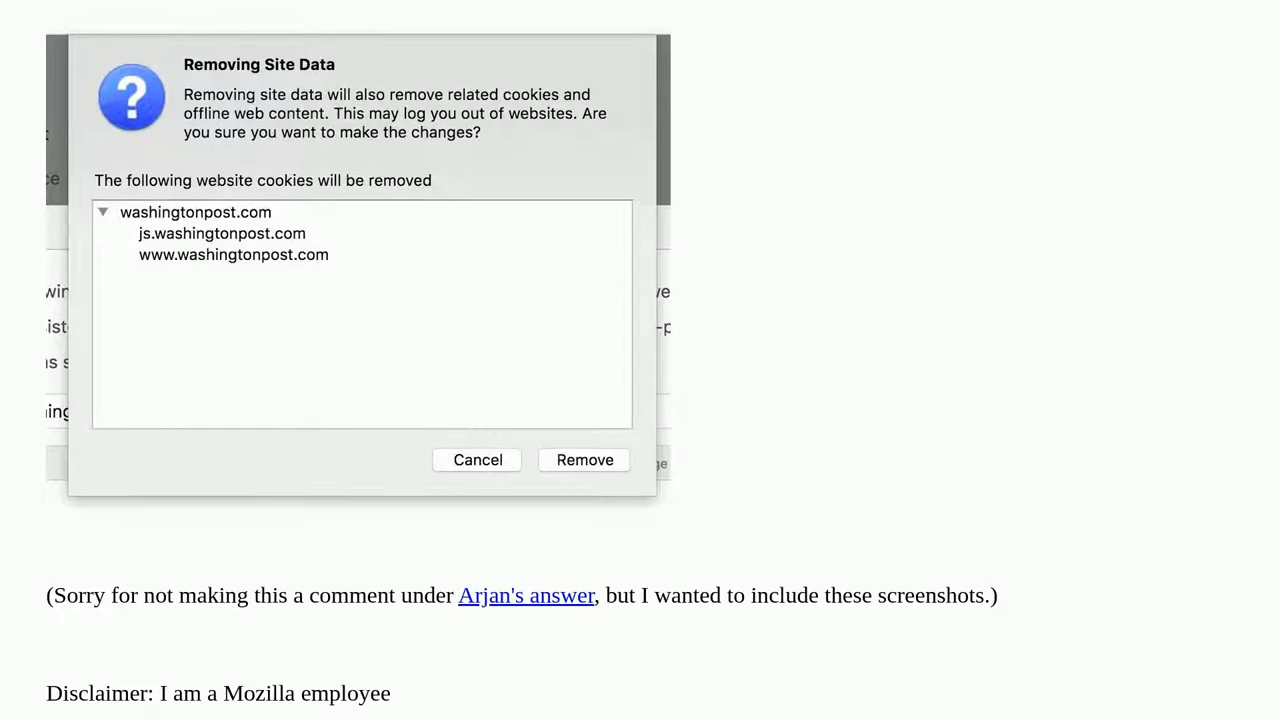 Removing Site Data
Removing site data will also remove related cookies and
offline web content. This may log you out of websites. Are
you sure you want to make the changes?
The following website cookies will be removed
washingtonpost.com
js.washingtonpost.com
www.washingtonpost.com
Cancel Remove
(Sorry for not making this a comment under Arjan's answer, but I wanted to include these screenshots.)
Disclaimer: I am a Mozilla employee